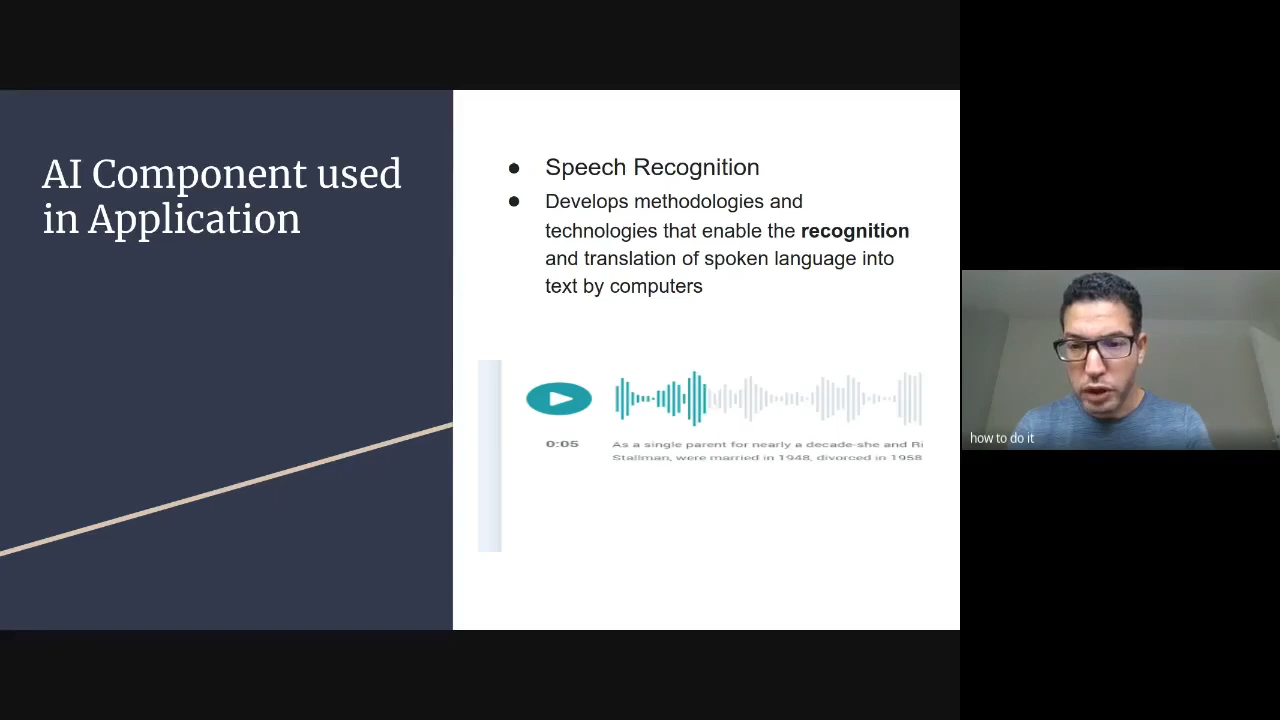 AI Component used
in Application
● Speech Recognition
● Develops methodologies and
technologies that enable the recognition
and translation of spoken language into
text by computers
0:05
As a single parent for nearly a decade-she and Ri
Stallman, were married in 1948, divorced in 1958
how to do it